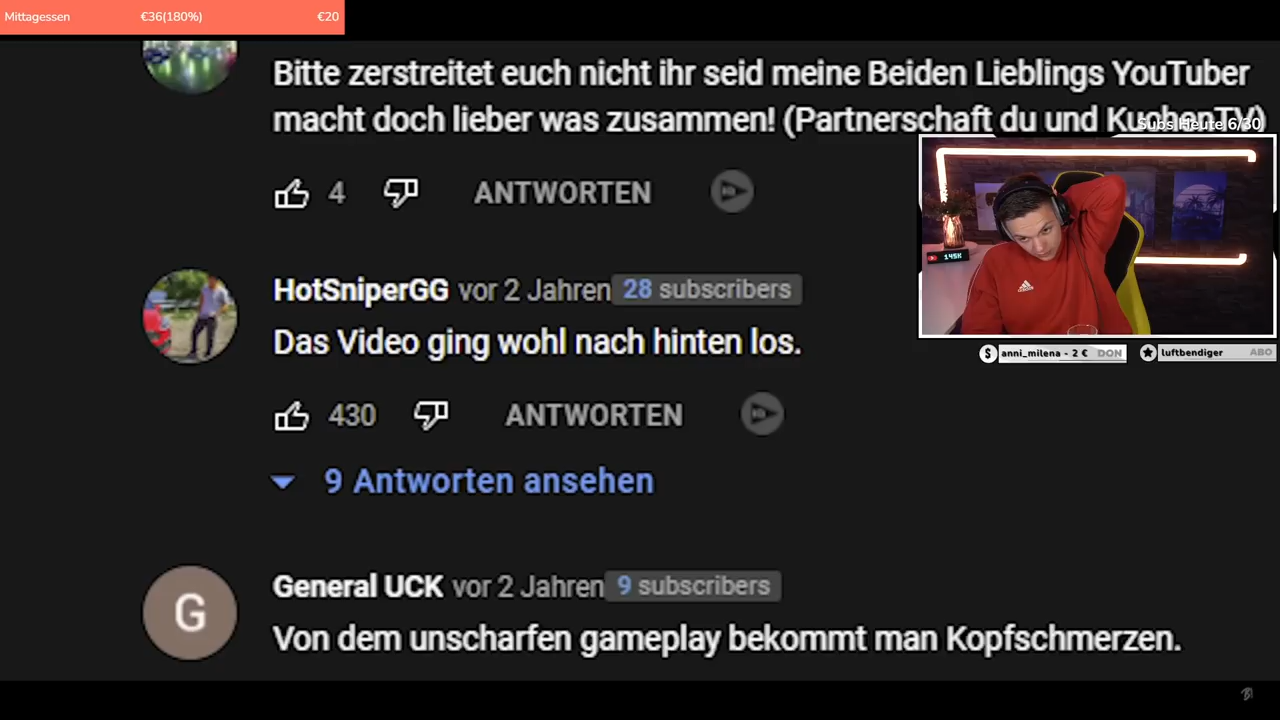 Mittagessen €36(180%) €20
Bitte zerstreitet euch nicht ihr seid meine Beiden Lieblings YouTuber
macht doch lieber was zusammen! (Partnerschaft du und KuchenTV)
Subs Heute 6/30
4 ANTWORTEN
145K
anni_milena - 2 € DON
luftbendiger ABO
HotSniperGG vor 2 Jahren 28 subscribers
Das Video ging wohl nach hinten los.
430 ANTWORTEN
9 Antworten ansehen
G
General UCK vor 2 Jahren 9 subscribers
Von dem unscharfen gameplay bekommt man Kopfschmerzen.